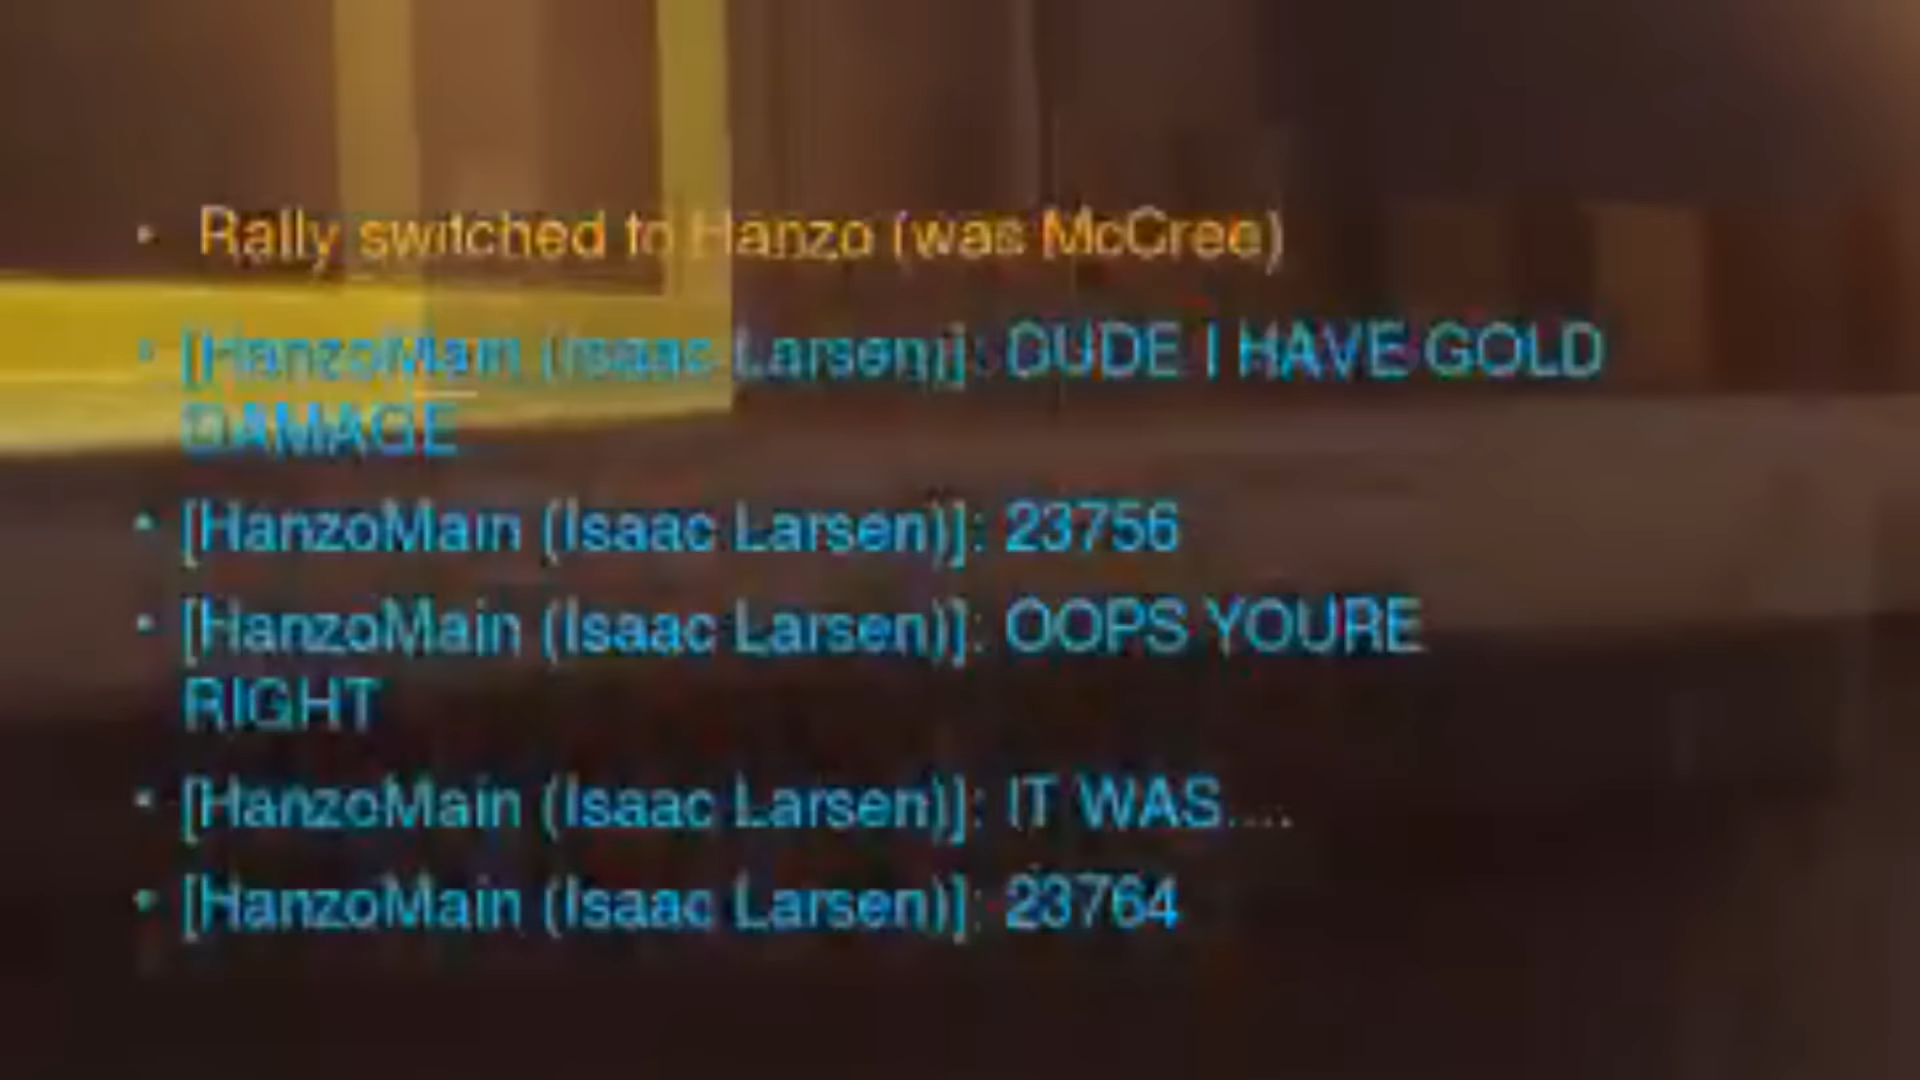 • Rally switched to Hanzo (was McCree)
• [HanzoMain (Isaac Larsen)]: DUDE I HAVE GOLD
DAMAGE
• [HanzoMain (Isaac Larsen)]: 23756
• [HanzoMain (Isaac Larsen)]: OOPS YOURE
RIGHT
• [HanzoMain (Isaac Larsen)]: IT WAS....
• [HanzoMain (Isaac Larsen)]: 23764